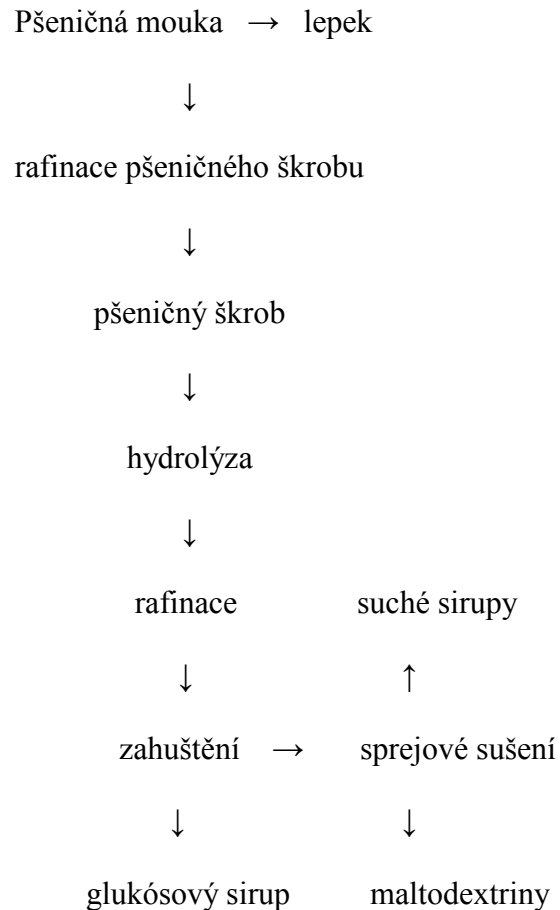 Pšeničná mouka → lepek
↓
rafinace pšeničného škrobu
↓
pšeničný škrob
↓
hydrolýza
↓
rafinace suché sirupy
↓ ↑
zahuštění → sprejové sušení
↓ ↓
glukósový sirup maltodextriny